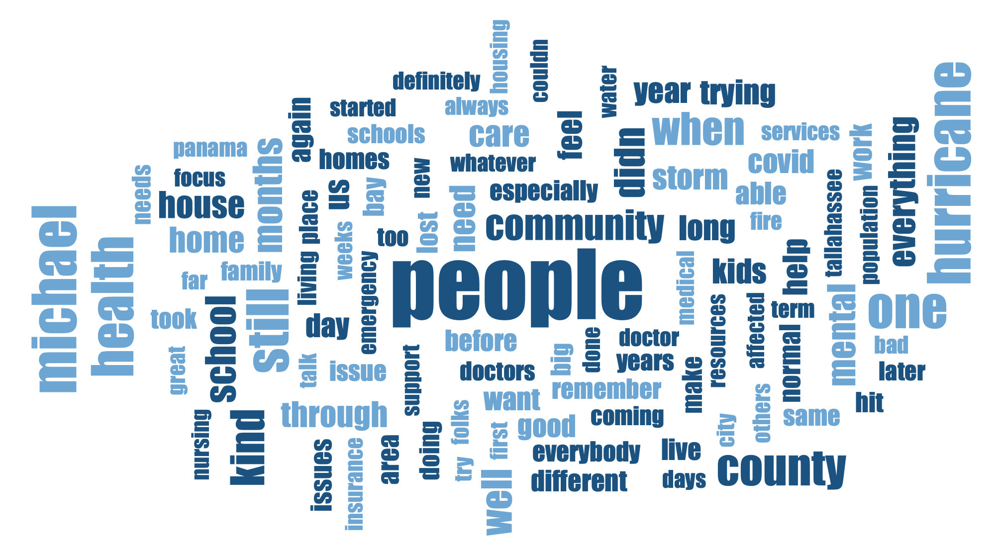 housing
couldn
definitely
water
year
trying
hurricane
again
started
always
feel
when
services
work
everything
schools
care
didn
panama
months
homes
whatever
covid
needs
focus
us
bay
new
especially
storm
able
tallashassee
population
house
living place
weeks
too
lost
need
community
long
fire
michael
health
home
emergency
people
medical
kids
help
far
family
still
school
day
before
doctor
resources
affected
term
normal
mental
one
took
great
talk
issue
support
doctors
big
done
years
make
bad
later
remember
want
through
folks
first
good
coming
city
others
same
hit
nursing
kind
issues
insurance
area
doing
try
well
everybody
different
live
days
county